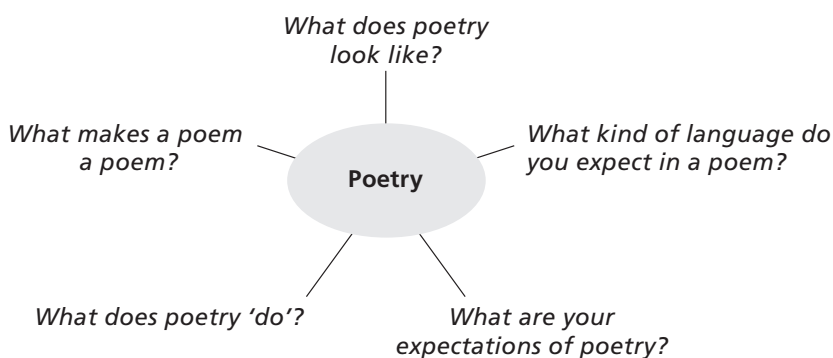 What does poetry
look like?
What makes a poem
a poem?
What kind of language do
you expect in a poem?
Poetry
What does poetry ‘do’?
What are your
expectations of poetry?